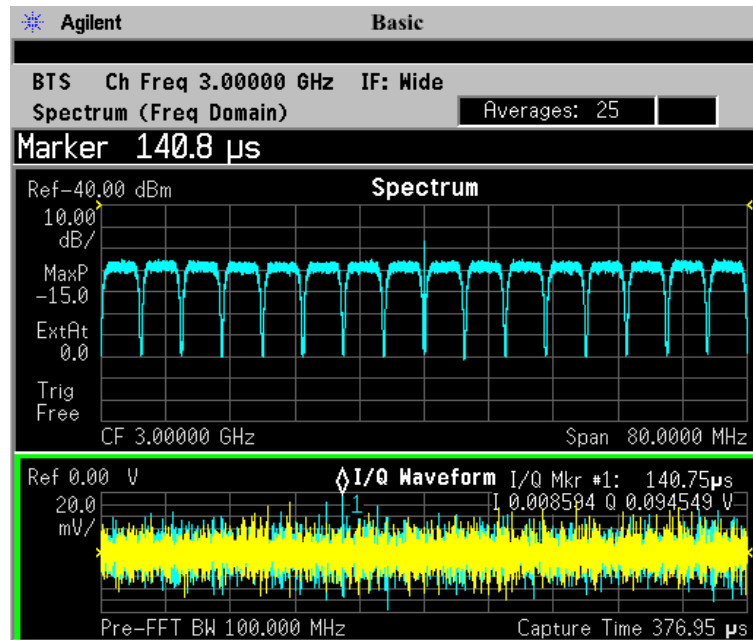 Agilent Basic
BTS Ch Freq 3.00000 GHz IF: Wide
Spectrum (Freq Domain) Averages: 25
Marker 140.8 µs
Ref-40.00 dBm Spectrum
10.00
dB/
MaxP
-15.0
ExtAt
0.0
Trig
Free
CF 3.00000 GHz Span 80.0000 MHz
Ref 0.00 V I/Q Waveform I/Q Mkr #1: 140.75µs
20.0 1 I 0.008594 Q 0.094549 V
mV/
Pre-FFT BW 100.000 MHz Capture Time 376.95 µs